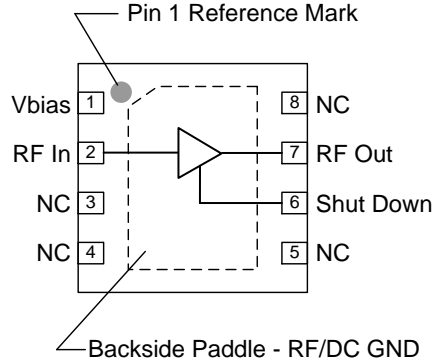 Pin 1 Reference Mark
Vbias 1
8 NC
RF In 2
7 RF Out
NC 3
6 Shut Down
NC 4
5 NC
Backside Paddle - RF/DC GND